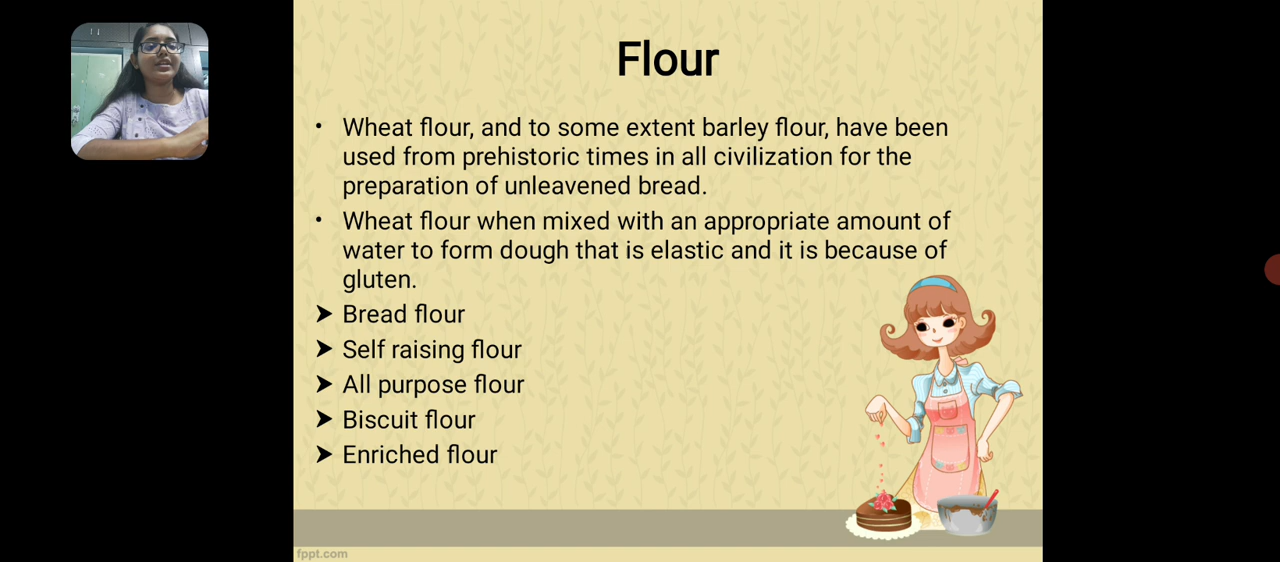 Flour
• Wheat flour, and to some extent barley flour, have been
used from prehistoric times in all civilization for the
preparation of unleavened bread.
• Wheat flour when mixed with an appropriate amount of
water to form dough that is elastic and it is because of
gluten.
➤ Bread flour
➤ Self raising flour
➤ All purpose flour
➤ Biscuit flour
➤ Enriched flour
fppt.com